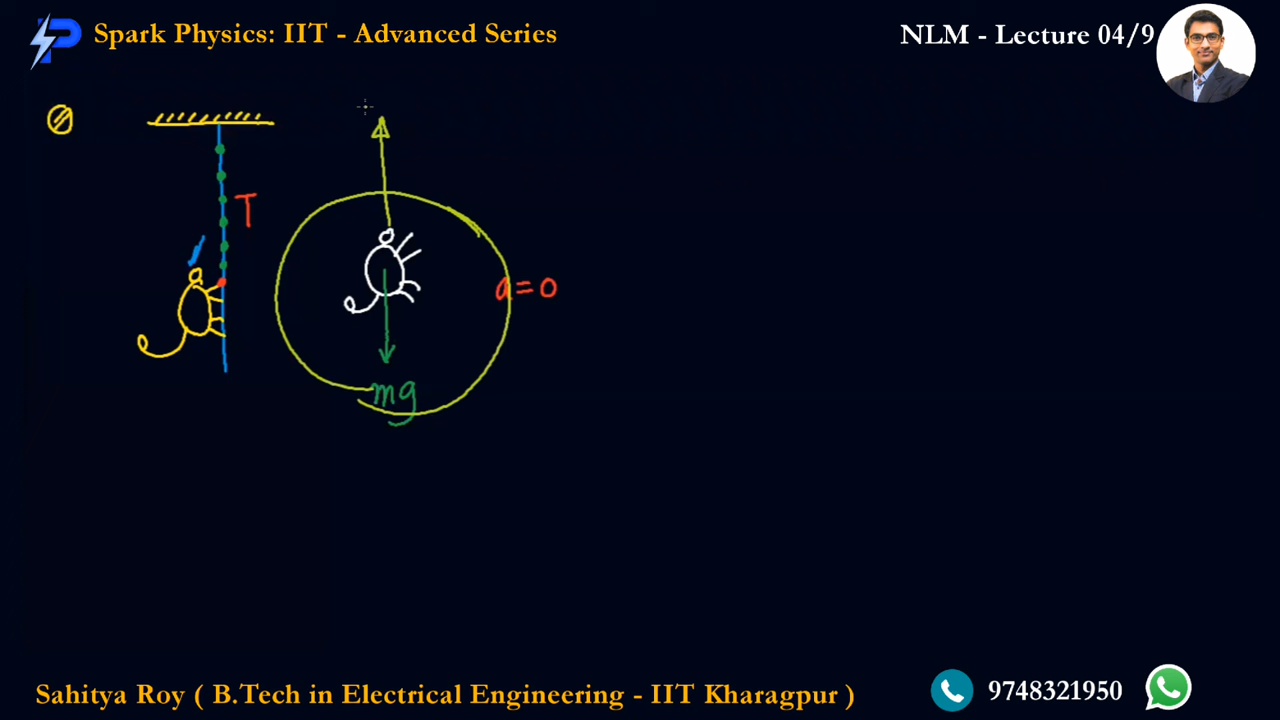 Spark Physics: IIT - Advanced Series
NLM - Lecture 04/9
T
a = 0
mg
Sahitya Roy ( B.Tech in Electrical Engineering - IIT Kharagpur )
9748321950